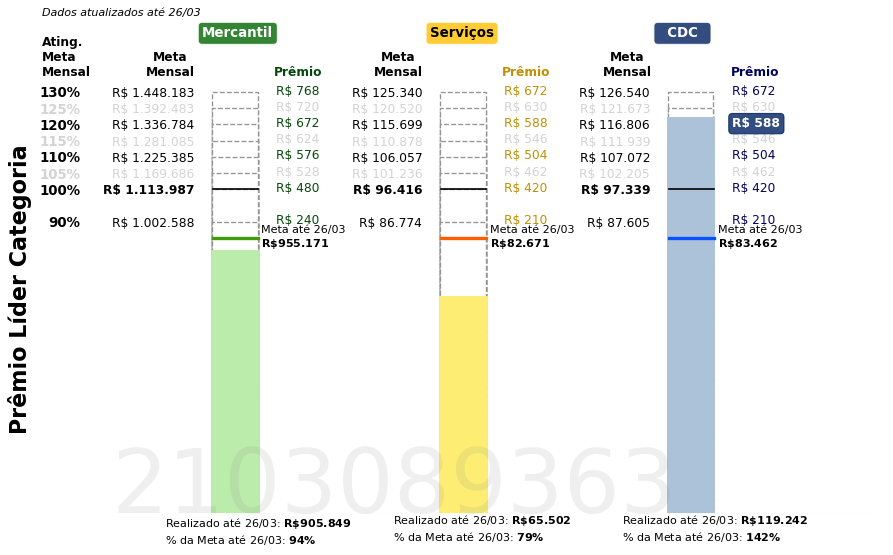 Dados atualizados até 26/03
Mercantil Serviços CDC
Ating. Meta Mensal
Meta Mensal Prêmio Meta Mensal Prêmio Meta Mensal Prêmio
130% R$ 1.448.183 R$ 768 R$ 125.340 R$ 672 R$ 126.540 R$ 672
125% R$ 1.392.483 R$ 720 R$ 120.520 R$ 630 R$ 121.673 R$ 630
120% R$ 1.336.784 R$ 672 R$ 115.699 R$ 588 R$ 116.806 R$ 588
115% R$ 1.281.085 R$ 624 R$ 110.878 R$ 546 R$ 111.939 R$ 546
110% R$ 1.225.385 R$ 576 R$ 106.057 R$ 504 R$ 107.072 R$ 504
105% R$ 1.169.686 R$ 528 R$ 101.236 R$ 462 R$ 102.205 R$ 462
100% R$ 1.113.987 R$ 480 R$ 96.416 R$ 420 R$ 97.339 R$ 420
90% R$ 1.002.588 R$ 240 R$ 86.774 R$ 210 R$ 87.605 R$ 210
Meta até 26/03 Meta até 26/03 Meta até 26/03
R$955.171 R$82.671 R$83.462
Prêmio Líder Categoria
2103089363
Realizado até 26/03: R$905.849 Realizado até 26/03: R$65.502 Realizado até 26/03: R$119.242
% da Meta até 26/03: 94% % da Meta até 26/03: 79% % da Meta até 26/03: 142%